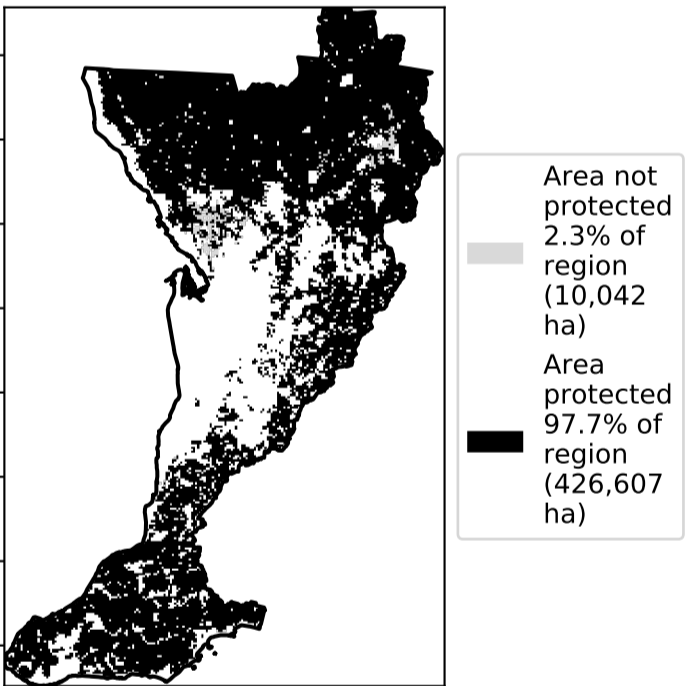 Area not
protected
2.3% of
region
(10,042
ha)
Area
protected
97.7% of
region
(426,607
ha)